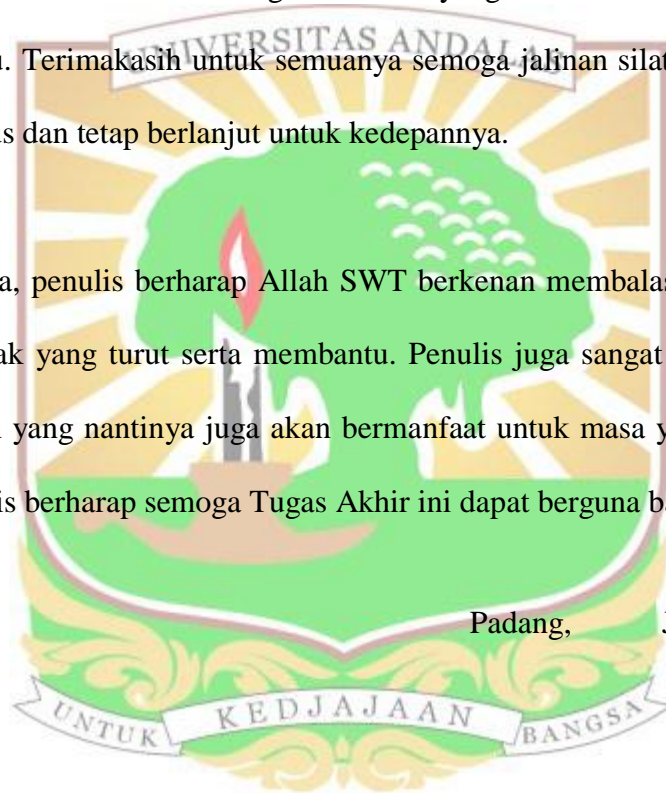 UNIVERSITAS ANDALAS
u. Terimakasih untuk semuanya semoga jalinan silat
us dan tetap berlanjut untuk kedepannya.
a, penulis berharap Allah SWT berkenan membalas
ak yang turut serta membantu. Penulis juga sangat
yang nantinya juga akan bermanfaat untuk masa y
is berharap semoga Tugas Akhir ini dapat berguna ba
Padang, J
UNTUK KEDJAJAAN BANGSA